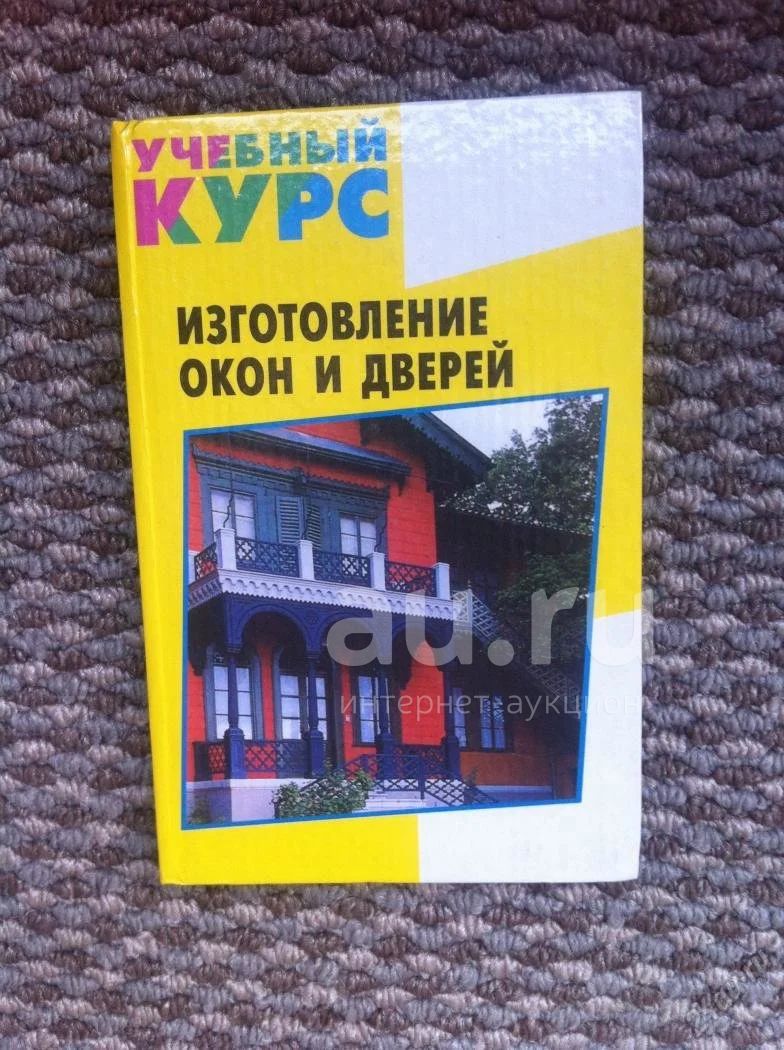 УЧЕБНЫЙ
КУРС
ИЗГОТОВЛЕНИЕ
ОКОН И ДВЕРЕЙ
au.ru
интернет аукцион